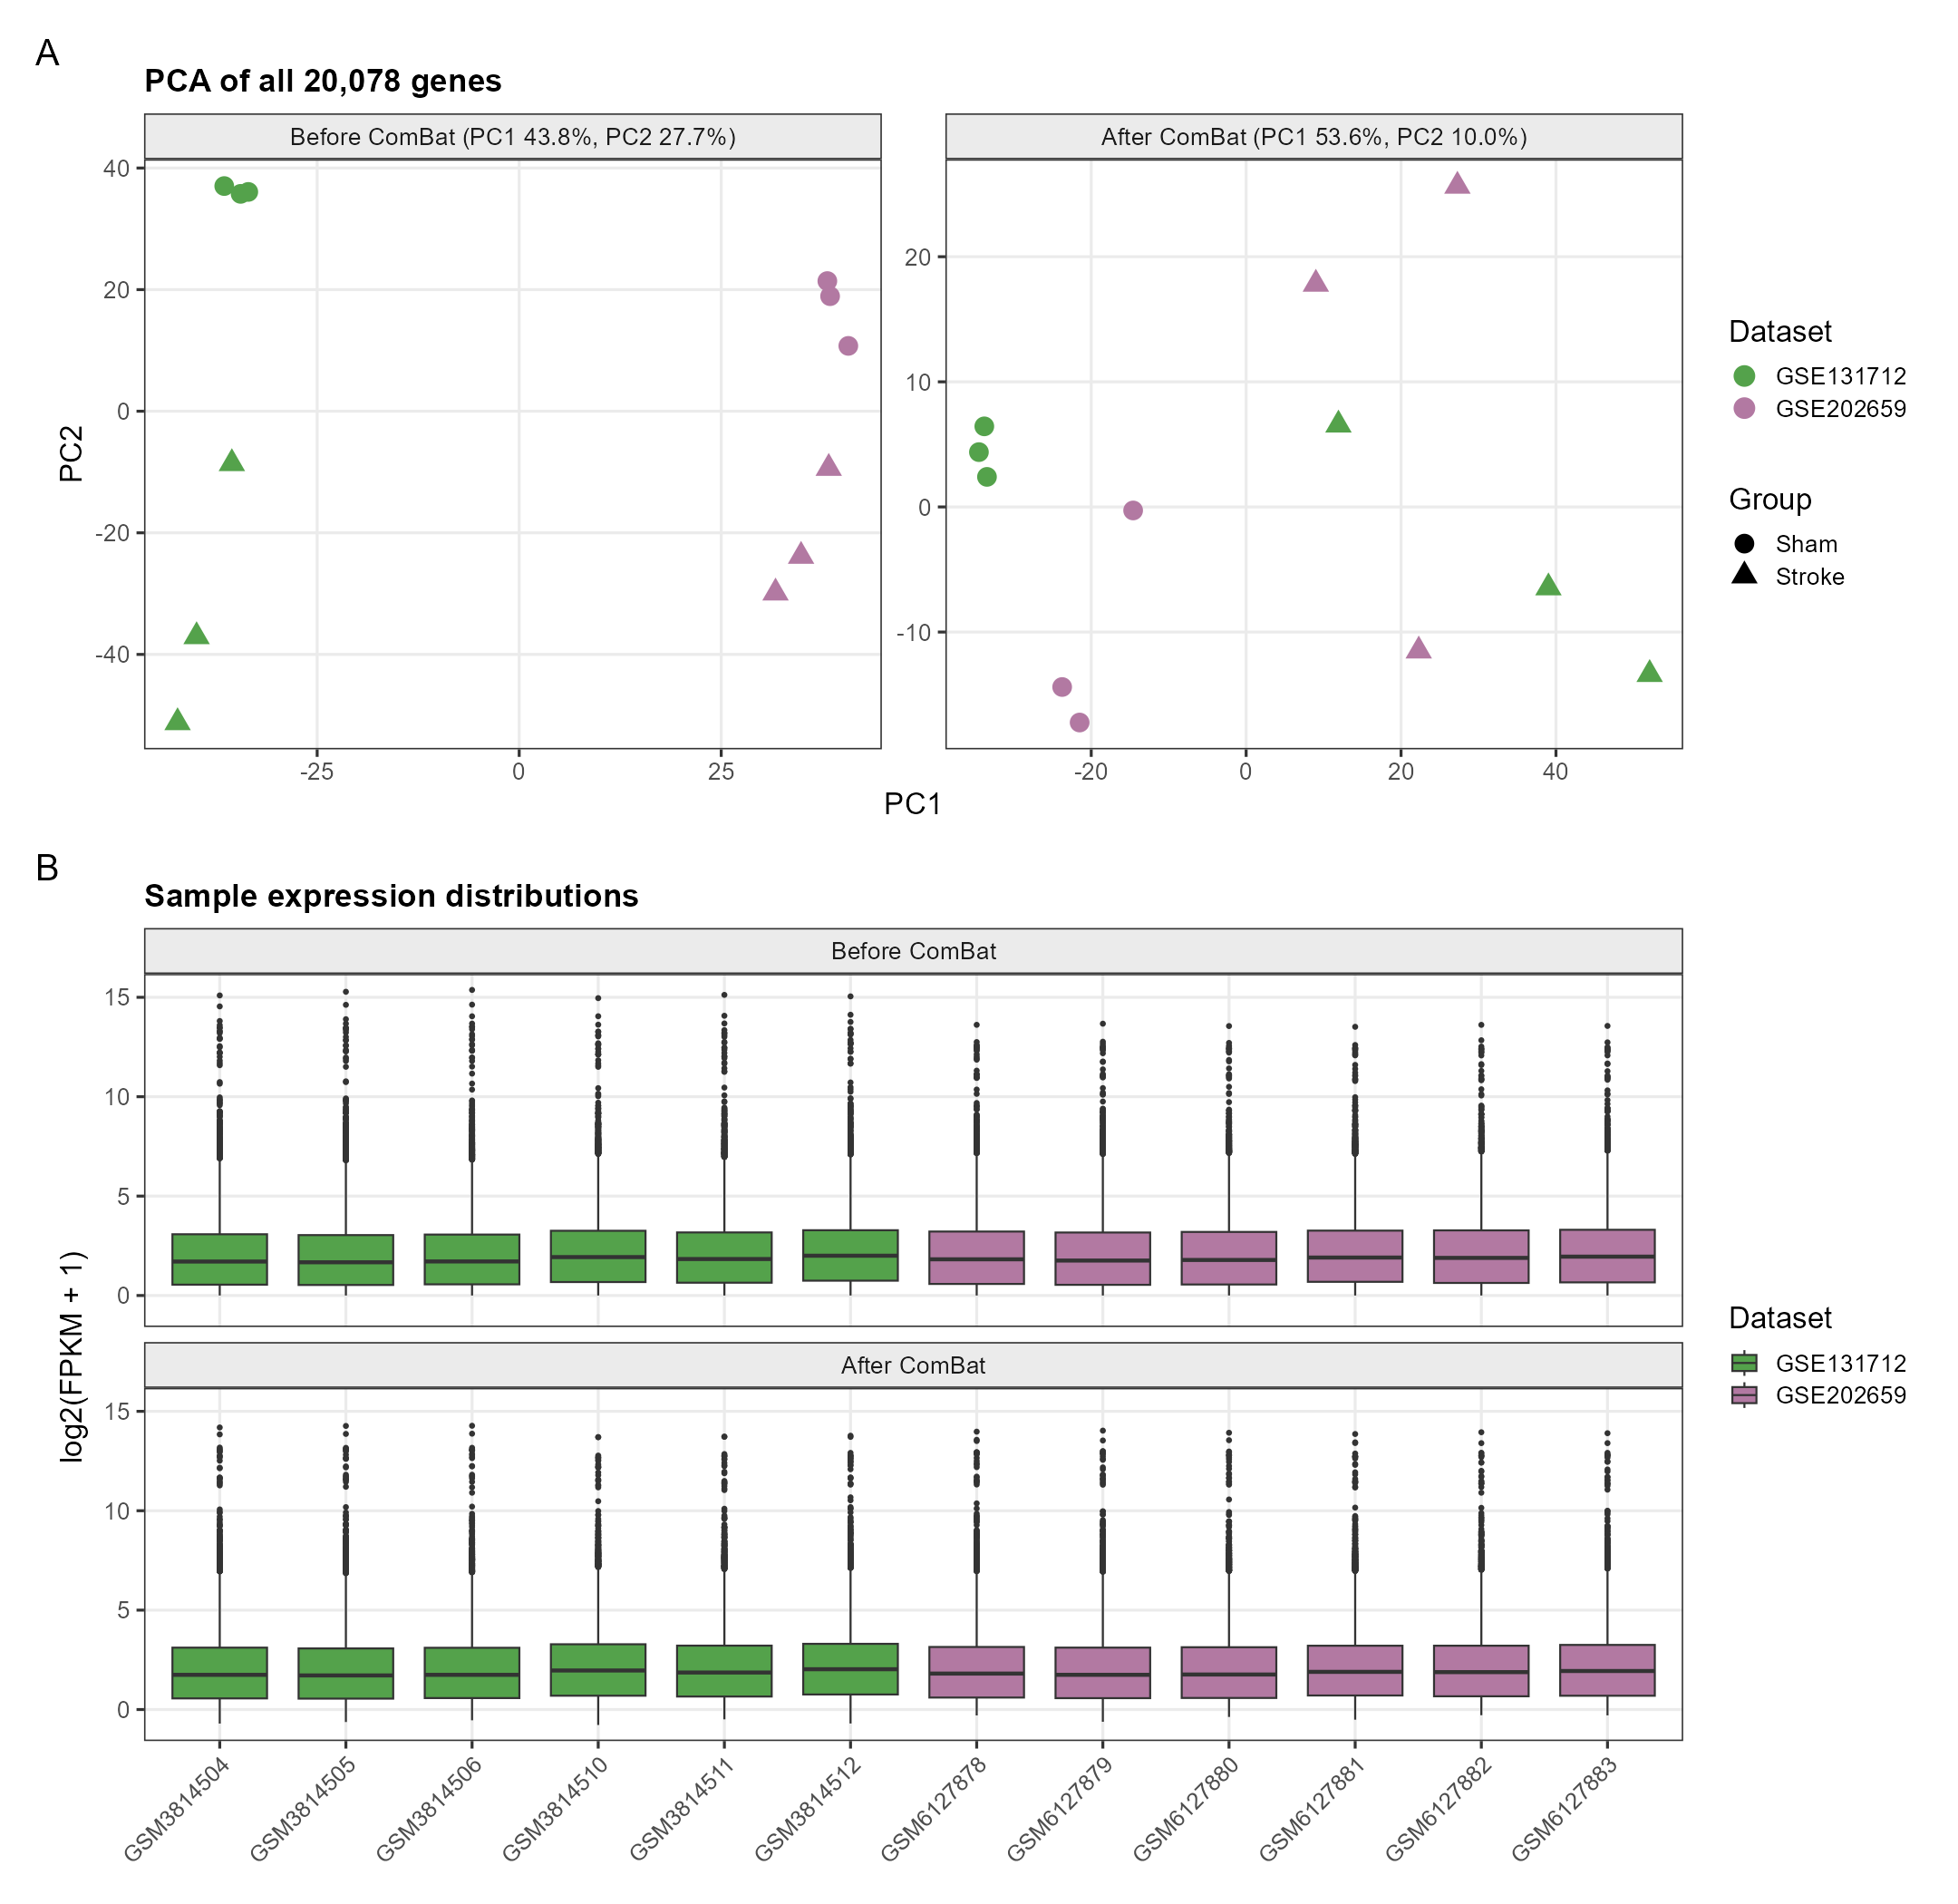 A
PCA of all 20,078 genes
Before ComBat (PC1 43.8%, PC2 27.7%)
After ComBat (PC1 53.6%, PC2 10.0%)
40
20
0
-20
-40
PC2
20
10
0
-10
-25
0
25
-20
0
20
40
PC1
Dataset
GSE131712
GSE202659
Group
Sham
Stroke
B
Sample expression distributions
Before ComBat
15
10
5
0
After ComBat
15
10
5
0
log2(FPKM + 1)
GSM3814504
GSM3814505
GSM3814506
GSM3814510
GSM3814511
GSM3814512
GSM6127878
GSM6127879
GSM6127880
GSM6127881
GSM6127882
GSM6127883
Dataset
GSE131712
GSE202659